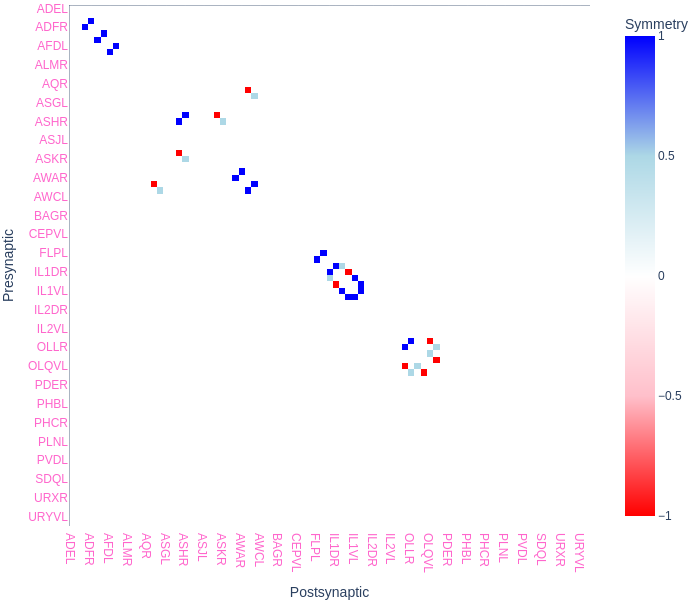 Symmetry
ADEL
ADFR
AFDL
ALMR
AQR
ASGL
ASHR
ASJL
ASKR
AWAR
AWCL
BAGR
CEPVL
FLPL
IL1DR
IL1VL
IL2DR
IL2VL
OLLR
OLQVL
PDER
PHBL
PHCR
PLNL
PVDL
SDQL
URXR
URYVL
Presynaptic
ADEL
ADFR
AFDL
ALMR
AQR
ASGL
ASHR
ASJL
ASKR
AWAR
AWCL
BAGR
CEPVL
FLPL
IL1DR
IL1VL
IL2DR
IL2VL
OLLR
OLQVL
PDER
PHBL
PHCR
PLNL
PVDL
SDQL
URXR
URYVL
Postsynaptic
1
0.5
0
−0.5
−1